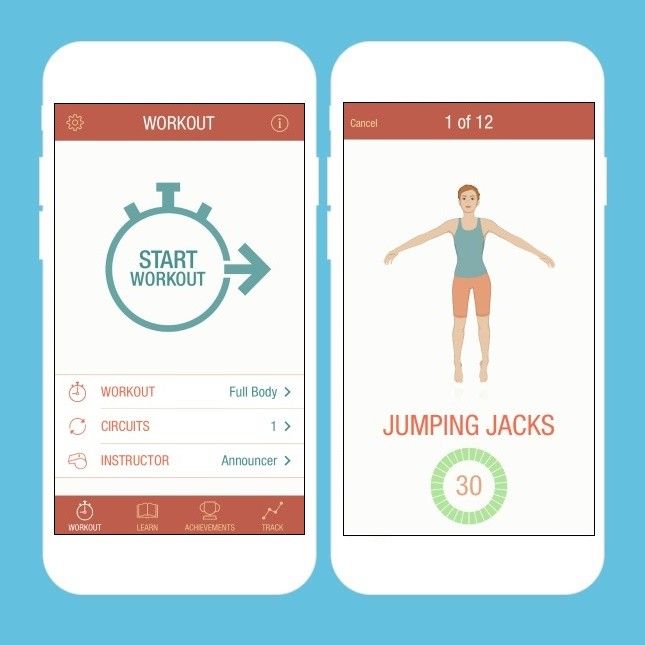 WORKOUT
START
WORKOUT
WORKOUT Full Body
CIRCUITS 1
INSTRUCTOR Announcer
WORKOUT LEARN ACHIEVEMENTS TRACK
Cancel 1 of 12
JUMPING JACKS
30